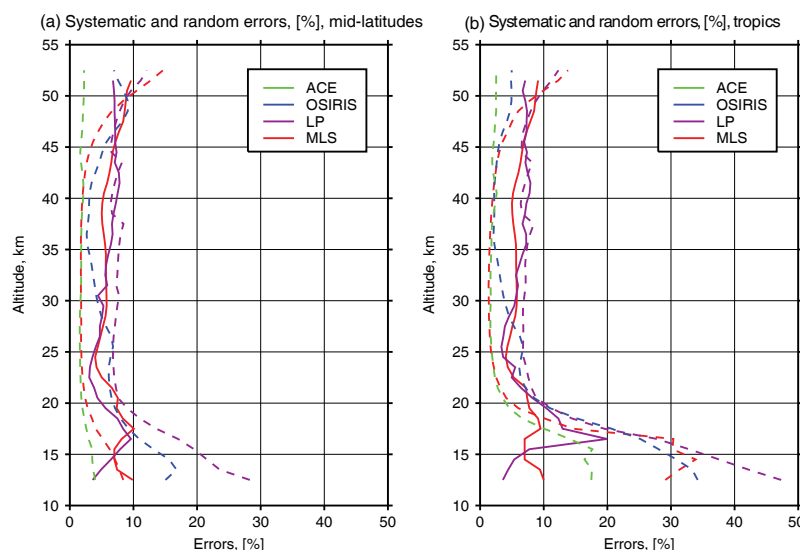 (a) Systematic and random errors, [%], mid-latitudes
55
50
45
40
35
30
25
20
15
10
Altitude, km
ACE
OSIRIS
LP
MLS
0 10 20 30 40 50
Errors, [%]
(b) Systematic and random errors, [%], tropics
55
50
45
40
35
30
25
20
15
10
Altitude, km
ACE
OSIRIS
LP
MLS
0 10 20 30 40 50
Errors, [%]